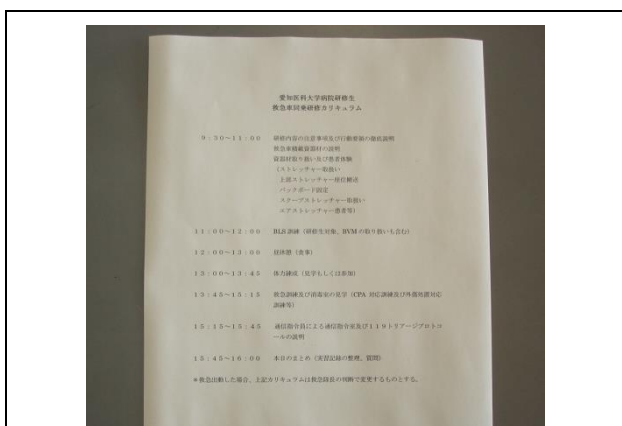 愛知医科大学病院研修生
救急車同乗研修カリキュラム
9:30~11:00 研修内容の注意事項及び行動要領の徹底説明
救急車積載資器材の説明
資器材取り扱い及び患者体験
(ストレッチャー取扱い
上談ストレッチャー座位搬送
バックボード固定
スクープストレッチャー取扱い
エアストレッチャー患者等)
11:00~12:00 BLS訓練(研修生対象、BVMの取り扱いも含む)
12:00~13:00 昼休憩(食事)
13:00~13:45 体力練成(見学もしくは参加)
13:45~15:15 救急訓練及び消毒室の見学(CPA 対応訓練及び外傷処置対応
訓練等)
15:15~15:45 通信指令員による通信指令室及び119トリアージプロトコ
ールの説明
15:45~16:00 本日のまとめ(実習記録の整理、質問)
*救急出動した場合、上記カリキュラムは救急隊長の判断で変更するものとする。